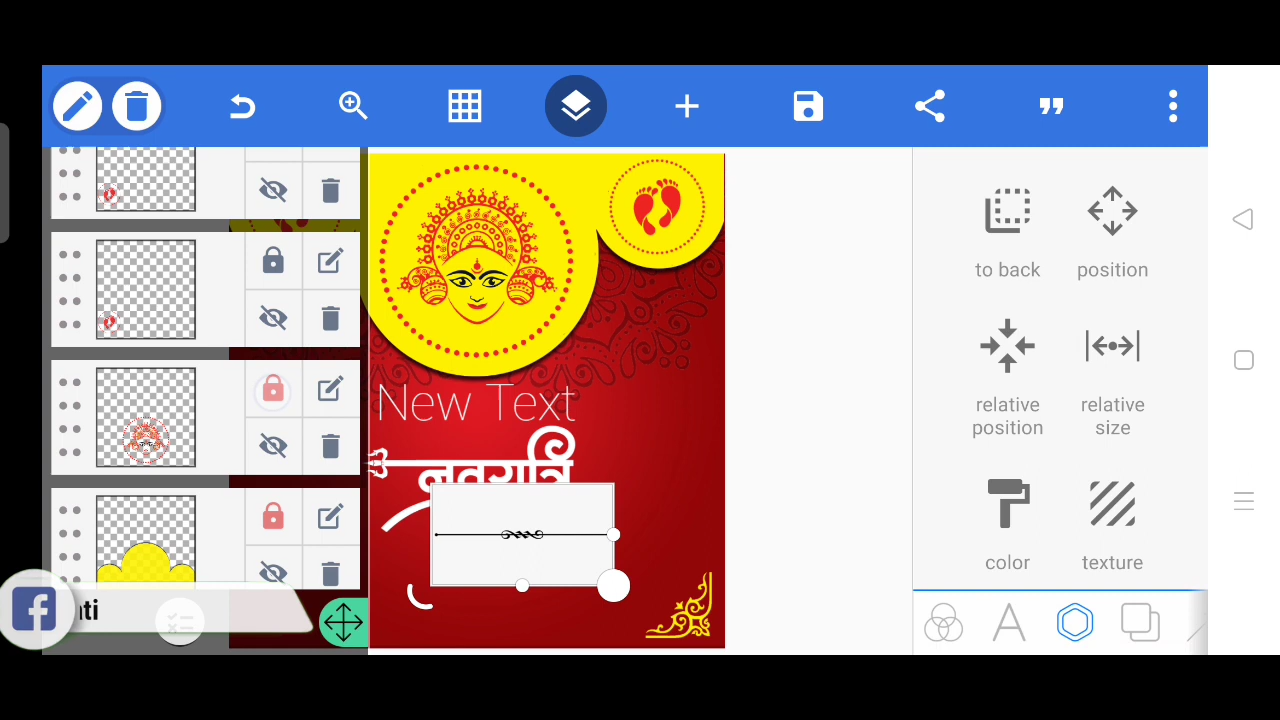 to back
position
relative
position
relative
size
color
texture
New Text
नवरात्रि